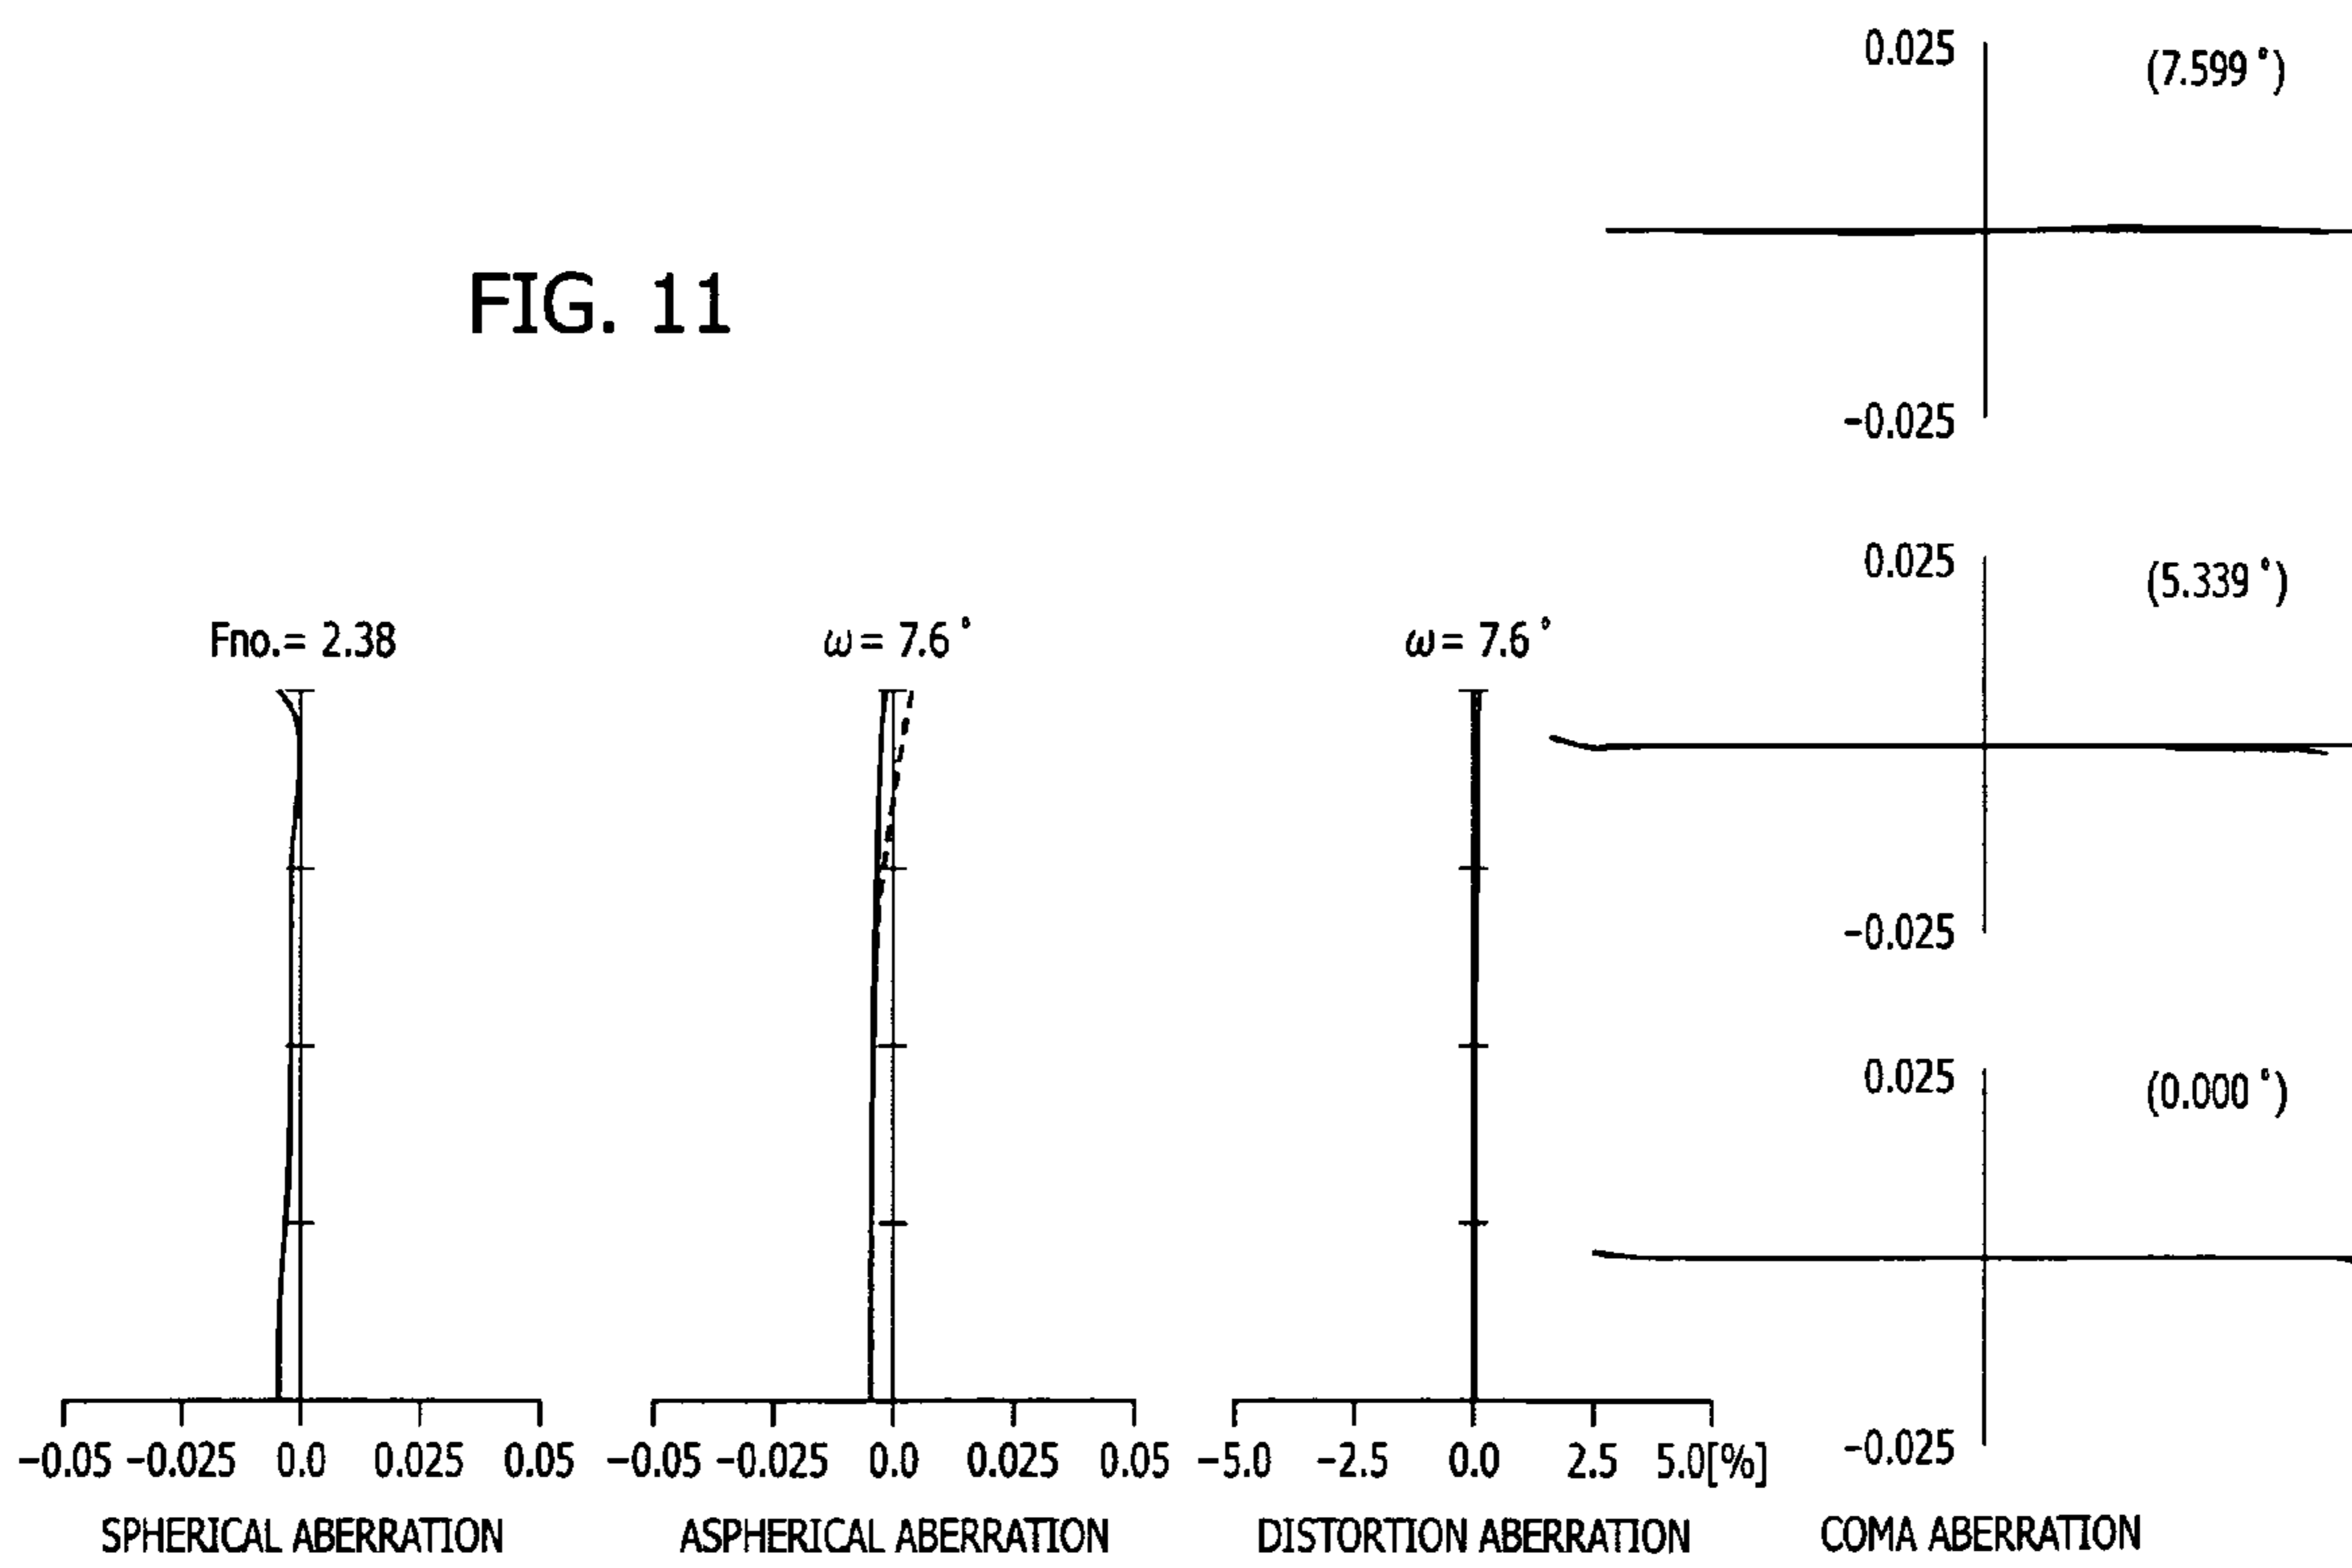 FIG. 11
0.025
(7.599°)
−0.025
0.025
(5.339°)
−0.025
0.025
(0.000°)
−0.025
COMA ABERRATION
Fno.= 2.38
−0.05 −0.025 0.0 0.025 0.05
SPHERICAL ABERRATION
ω= 7.6°
−0.05 −0.025 0.0 0.025 0.05
ASPHERICAL ABERRATION
ω= 7.6°
−5.0 −2.5 0.0 2.5 5.0[%]
DISTORTION ABERRATION